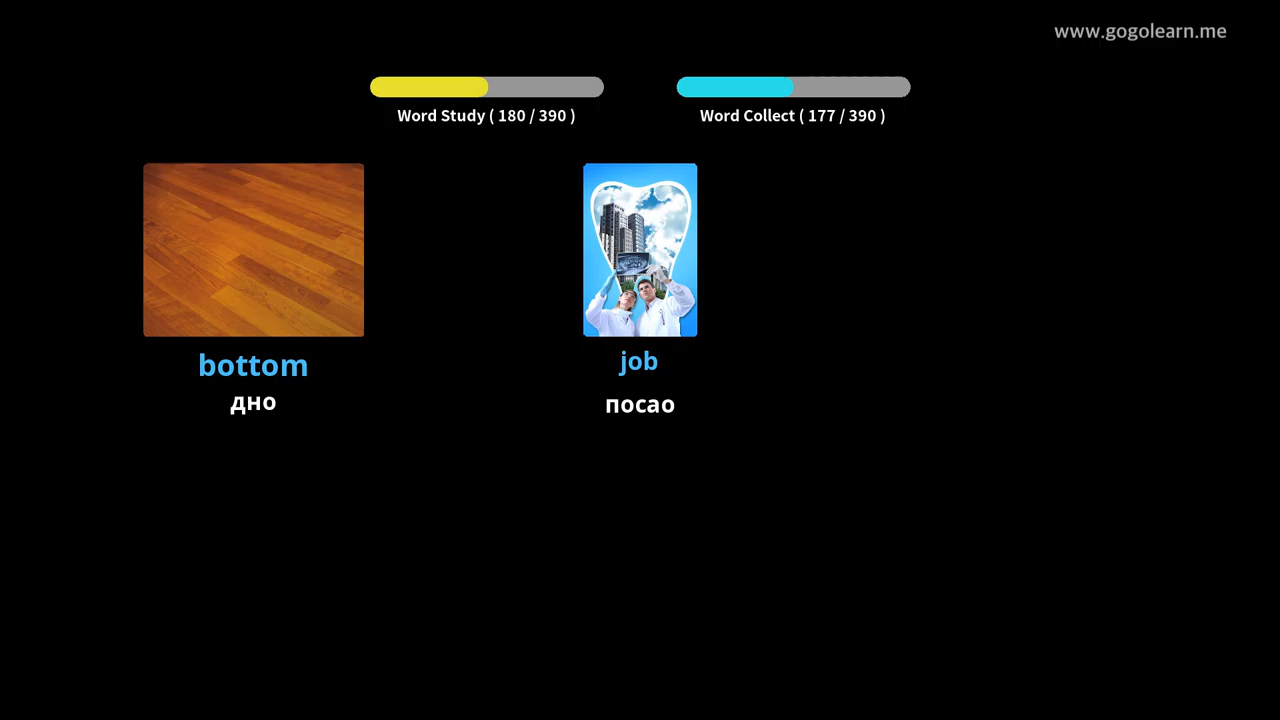 www.gogolearn.me
Word Study ( 180 / 390 )
Word Collect ( 177 / 390 )
bottom
дно
job
посао